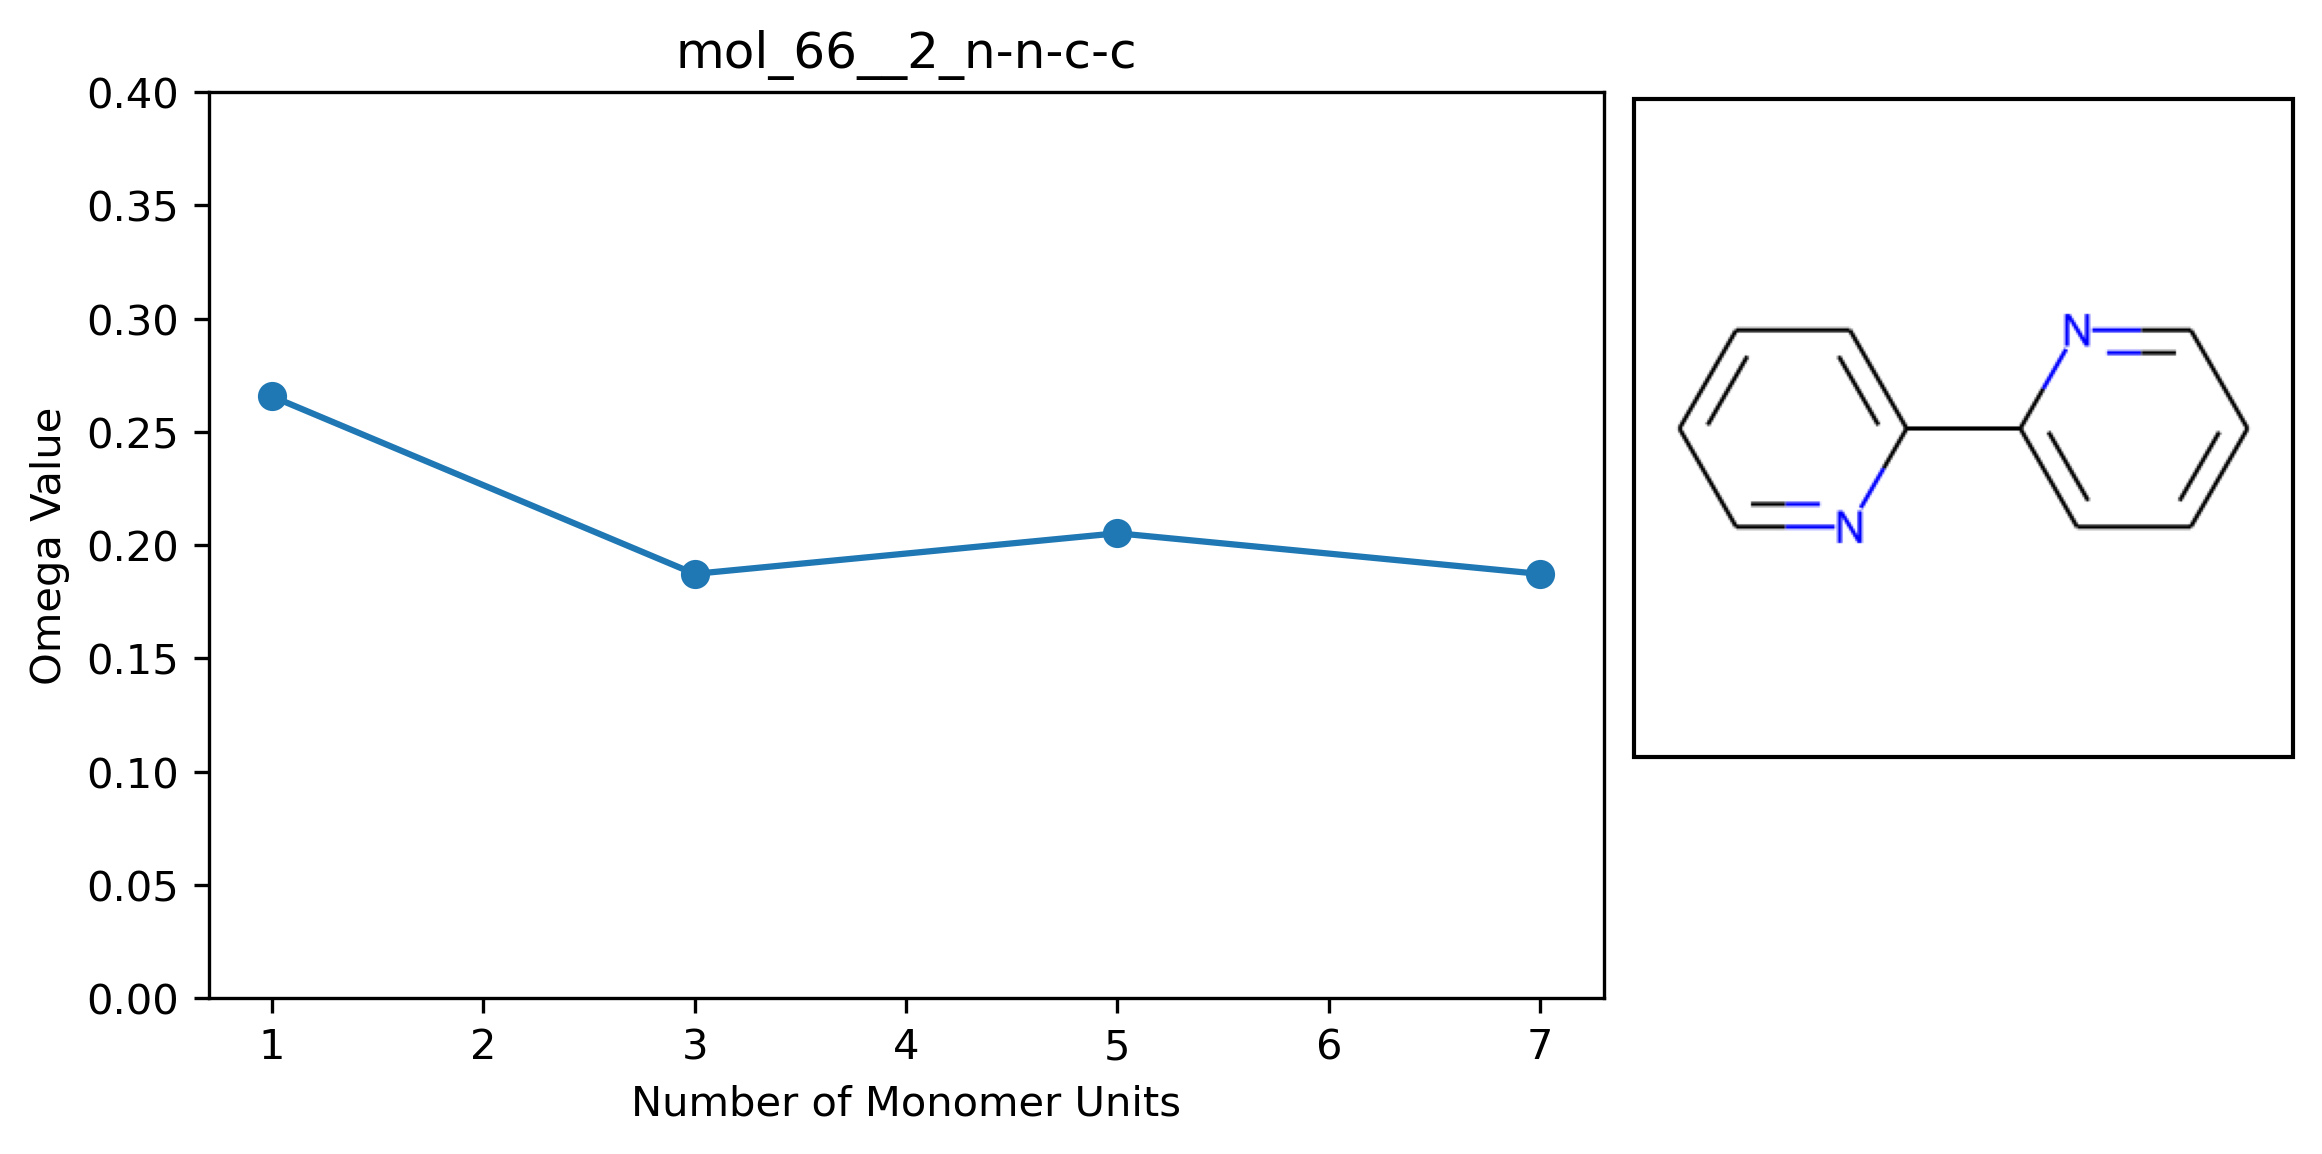 mol_66__2_n-n-c-c
0.40
0.35
0.30
0.25
0.20
0.15
0.10
0.05
0.00
Omega Value
1 2 3 4 5 6 7
Number of Monomer Units
N
N